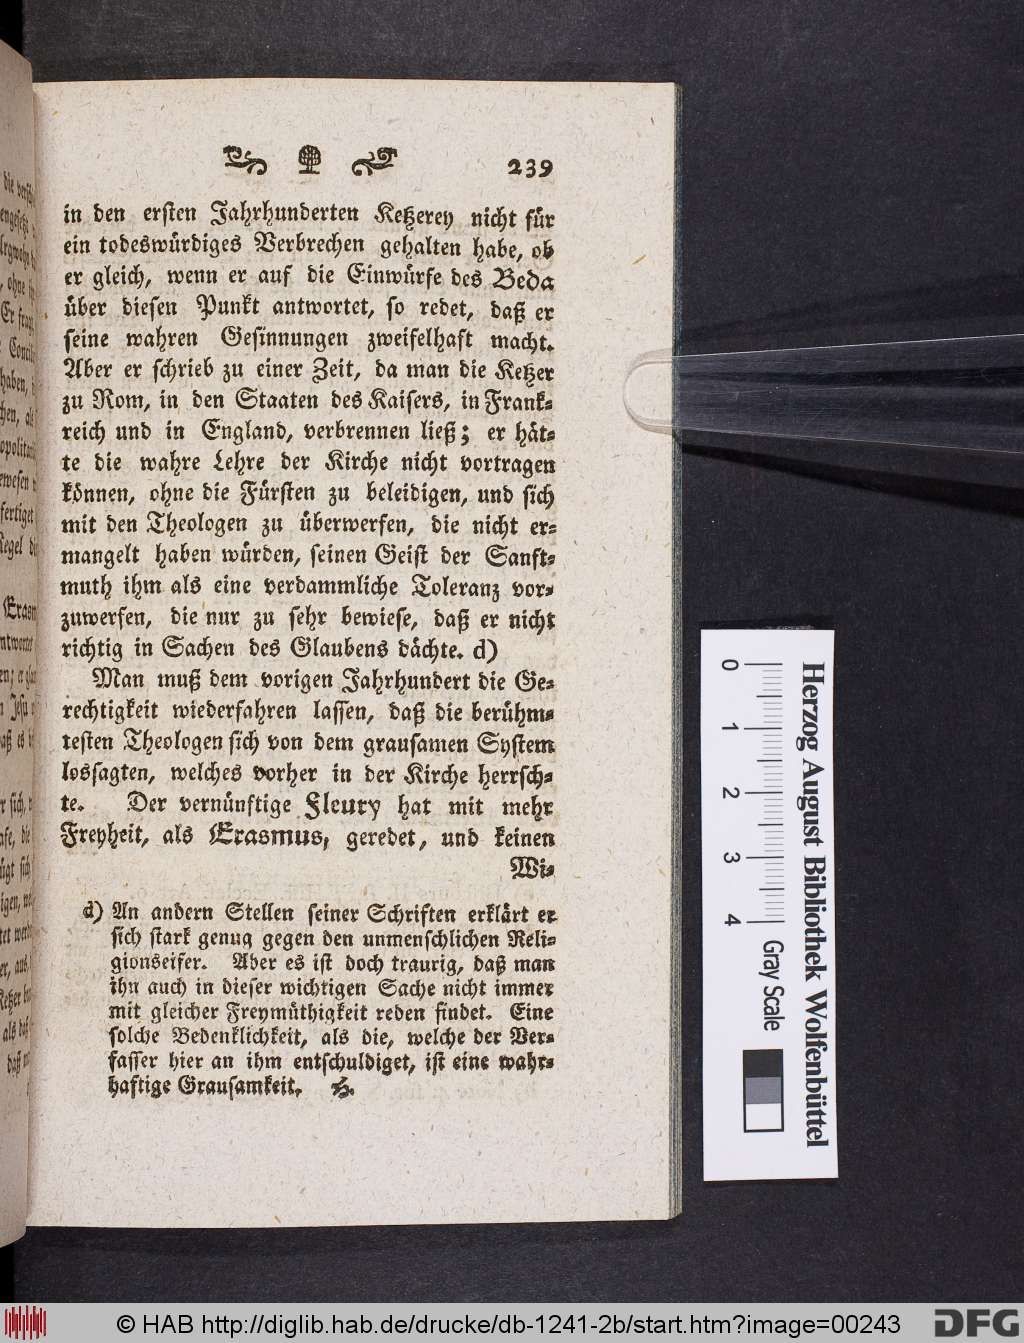 239
in den ersten Jahrhunderten Ketzerey nicht für
ein todeswürdiges Verbrechen gehalten habe, ob
er gleich, wenn er auf die Einwürfe des Beda
über diesen Punkt antwortet, so redet, daß er
seine wahren Gesinnungen zweifelhaft macht.
Aber er schrieb zu einer Zeit, da man die Ketzer
zu Rom, in den Staaten des Kaisers, in Frank-
reich und in England, verbrennen ließ; er hät-
te die wahre Lehre der Kirche nicht vortragen
können, ohne die Fürsten zu beleidigen, und sich
mit den Theologen zu überwerfen, die nicht er-
mangelt haben würden, seinen Geist der Sanft-
muth ihm als eine verdammliche Toleranz vor-
zuwerfen, die nur zu sehr bewiese, daß er nicht
richtig in Sachen des Glaubens dächte. d)
Man muß dem vorigen Jahrhundert die Ge-
rechtigkeit wiederfahren lassen, daß die berühm-
testen Theologen sich von dem grausamen System
lossagten, welches vorher in der Kirche herrsch-
te. Der vernünftige Fleury hat mit mehr
Freyheit, als Erasmus, geredet, und keinen
Wi-
d) An andern Stellen seiner Schriften erklärt er
sich stark genug gegen den unmenschlichen Reli-
gionseifer. Aber es ist doch traurig, daß man
ihn auch in dieser wichtigen Sache nicht immer
mit gleicher Freymüthigkeit reden findet. Eine
solche Bedenklichkeit, als die, welche der Ver-
fasser hier an ihm entschuldiget, ist eine wahr-
haftige Grausamkeit. H.
0 1 2 3 4 Gray Scale
Herzog August Bibliothek Wolfenbüttel
© HAB http://diglib.hab.de/drucke/db-1241-2b/start.htm?image=00243
DFG